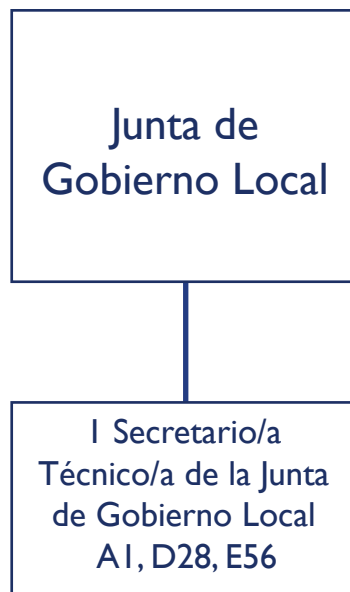 Junta de
Gobierno Local
1 Secretario/a
Técnico/a de la Junta
de Gobierno Local
A1, D28, E56